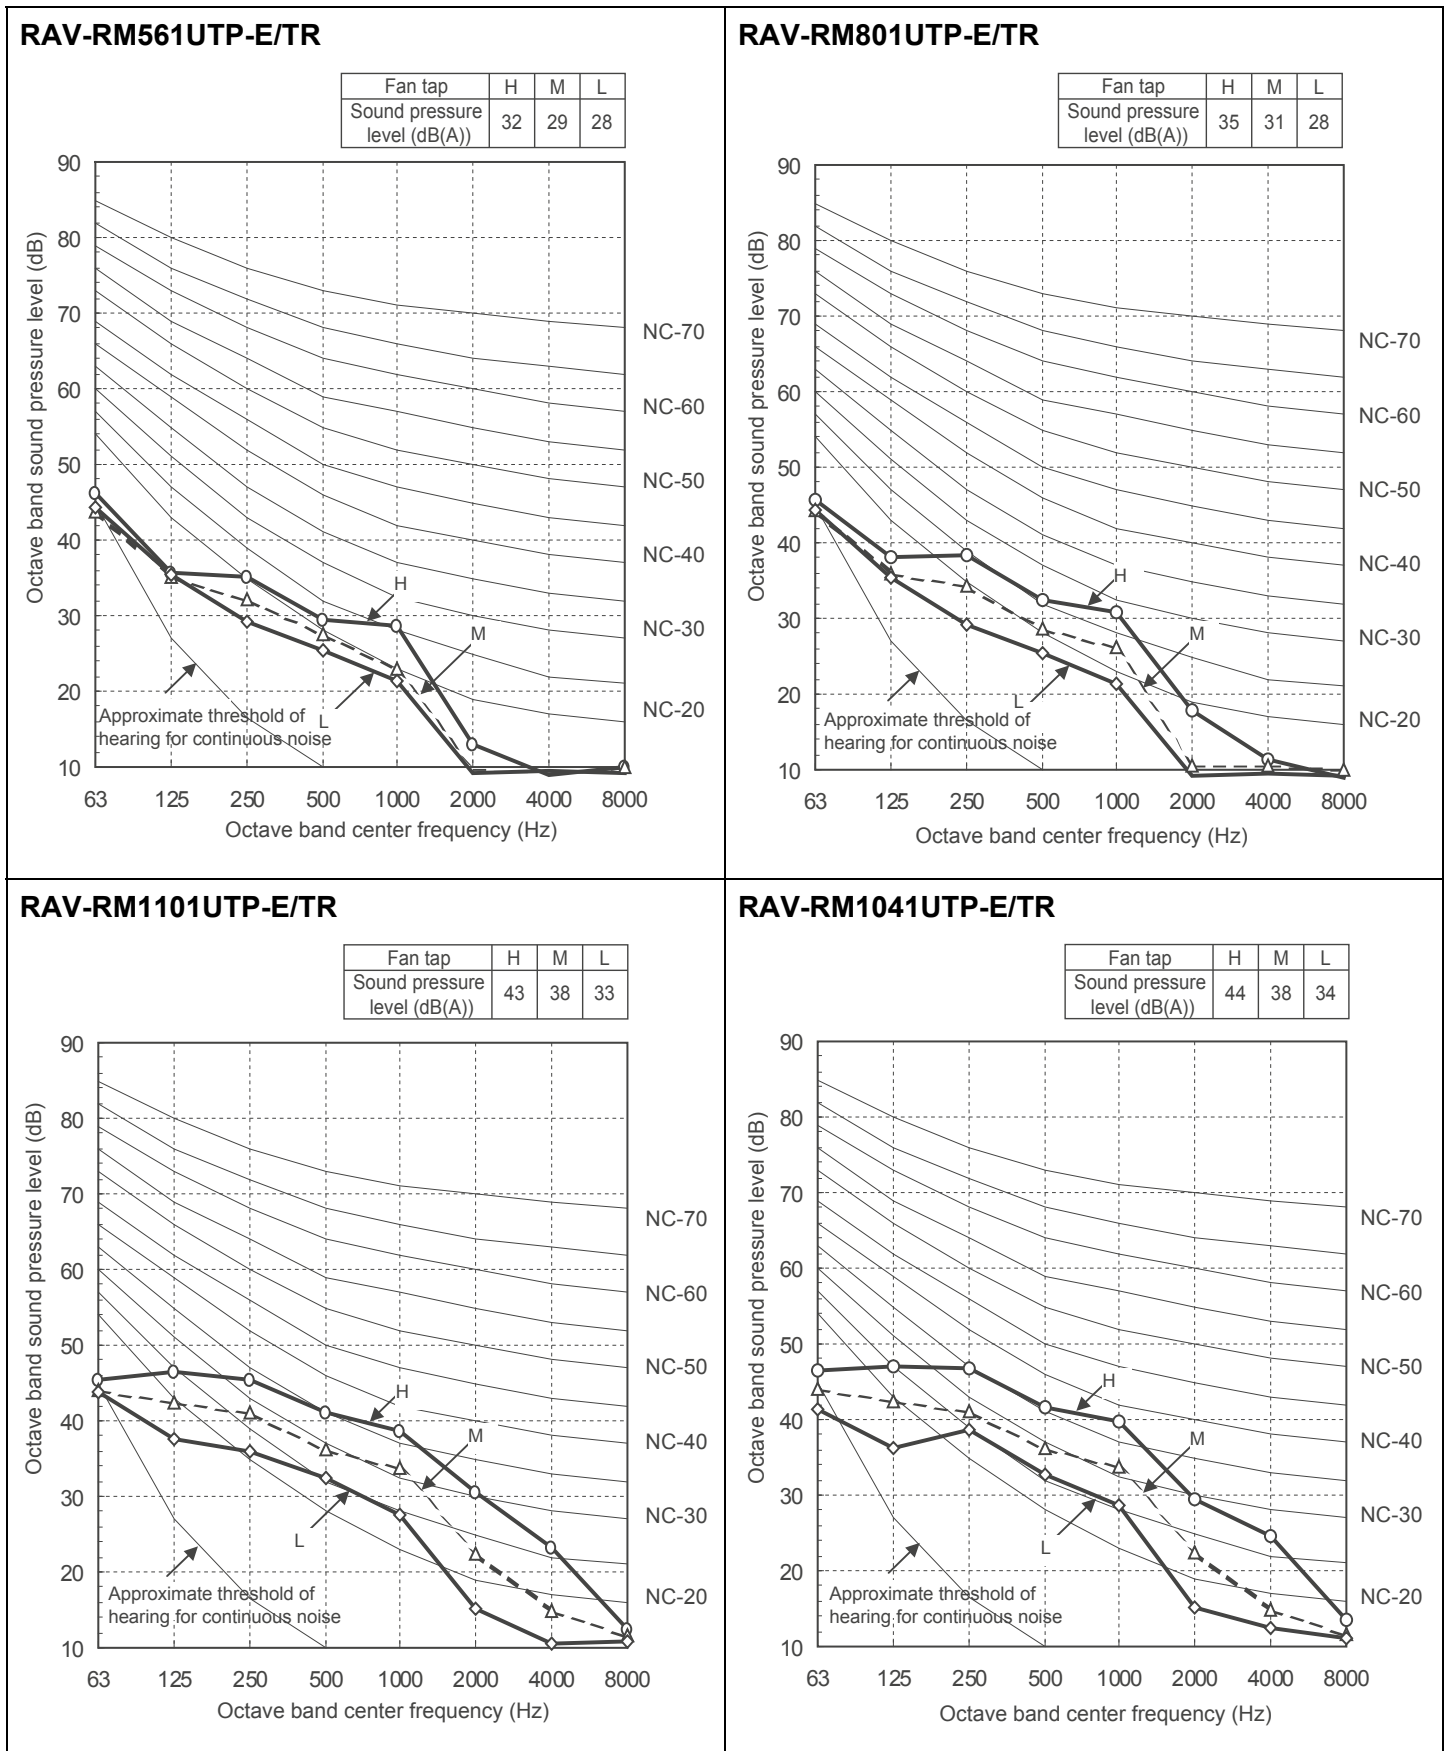 RAV-RM561UTP-E/TR
Fan tap H M L
Sound pressure level (dB(A)) 32 29 28
90
80
70
60
50
40
30
20
10
Octave band sound pressure level (dB)
NC-70
NC-60
NC-50
NC-40
NC-30
NC-20
H
M
L
Approximate threshold of
hearing for continuous noise
63 125 250 500 1000 2000 4000 8000
Octave band center frequency (Hz)
RAV-RM801UTP-E/TR
Fan tap H M L
Sound pressure level (dB(A)) 35 31 28
90
80
70
60
50
40
30
20
10
Octave band sound pressure level (dB)
NC-70
NC-60
NC-50
NC-40
NC-30
NC-20
H
M
L
Approximate threshold of
hearing for continuous noise
63 125 250 500 1000 2000 4000 8000
Octave band center frequency (Hz)
RAV-RM1101UTP-E/TR
Fan tap H M L
Sound pressure level (dB(A)) 43 38 33
90
80
70
60
50
40
30
20
10
Octave band sound pressure level (dB)
NC-70
NC-60
NC-50
NC-40
NC-30
NC-20
H
M
L
Approximate threshold of
hearing for continuous noise
63 125 250 500 1000 2000 4000 8000
Octave band center frequency (Hz)
RAV-RM1041UTP-E/TR
Fan tap H M L
Sound pressure level (dB(A)) 44 38 34
90
80
70
60
50
40
30
20
10
Octave band sound pressure level (dB)
NC-70
NC-60
NC-50
NC-40
NC-30
NC-20
H
M
L
Approximate threshold of
hearing for continuous noise
63 125 250 500 1000 2000 4000 8000
Octave band center frequency (Hz)